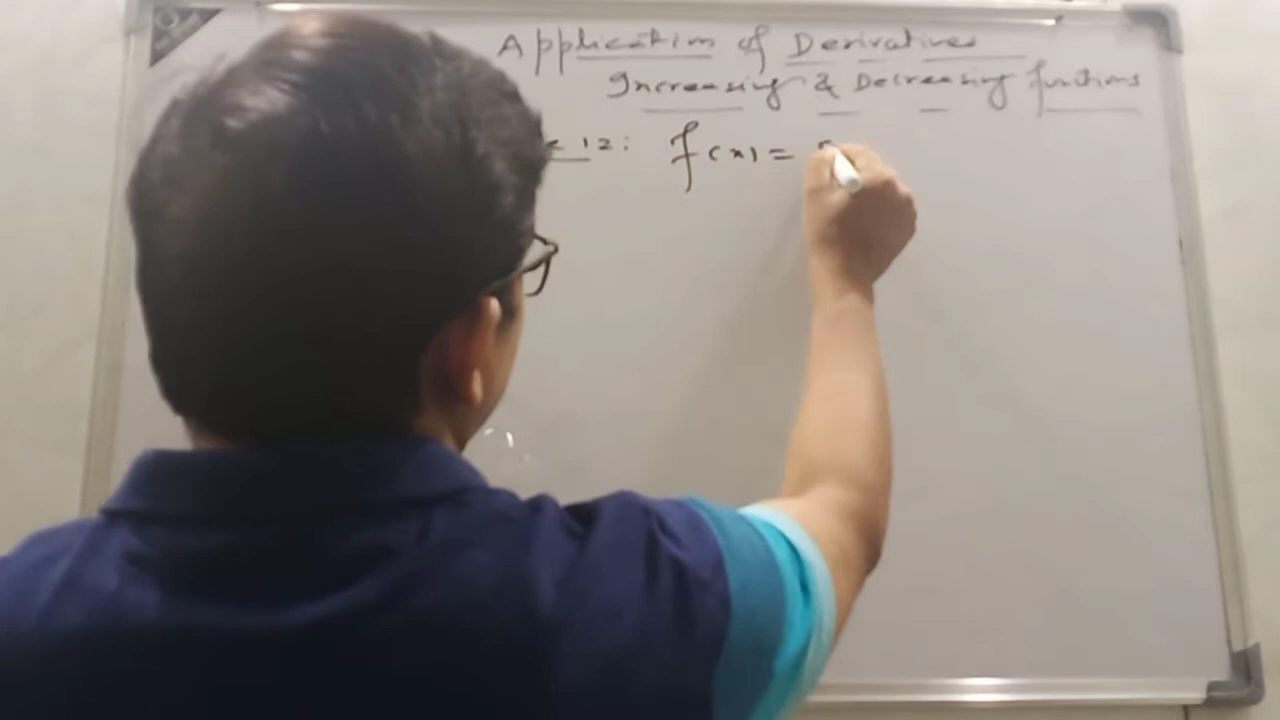 Application of Derivatives
Increasing & Decreasing functions
12: f(x) =